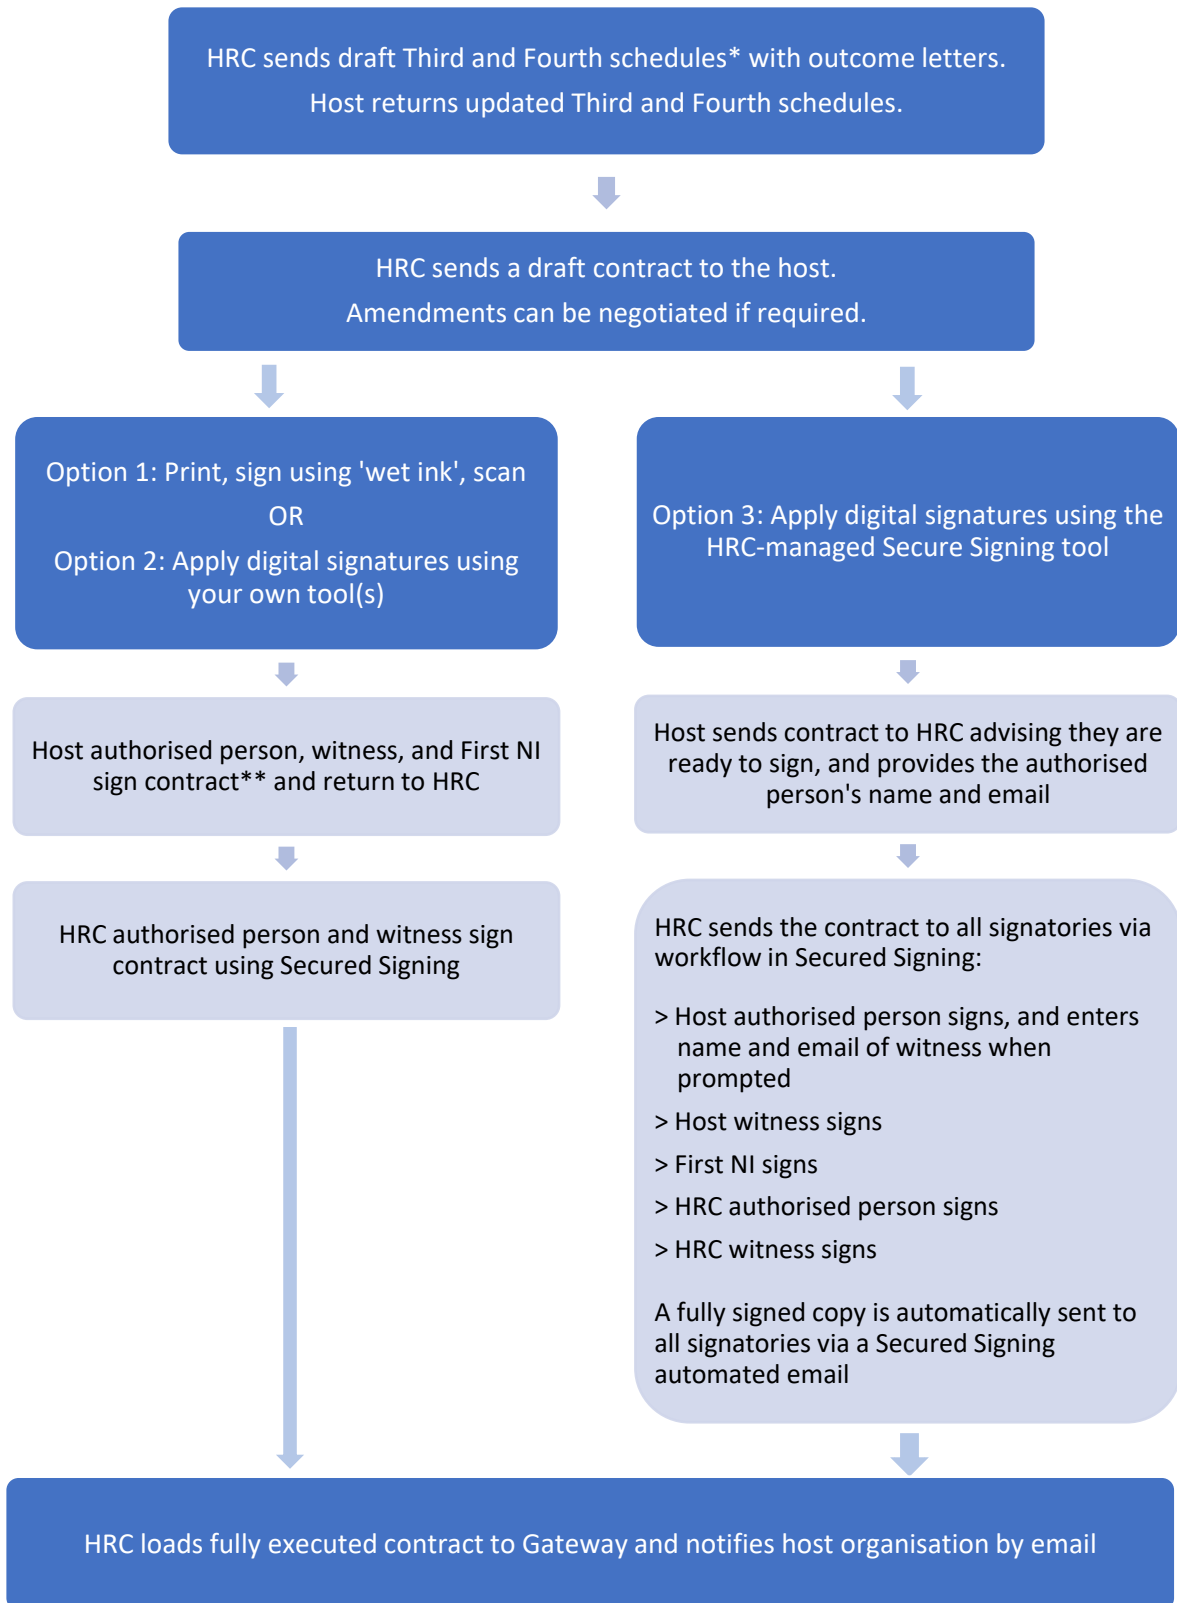 HRC sends draft Third and Fourth schedules* with outcome letters.
Host returns updated Third and Fourth schedules.
HRC sends a draft contract to the host.
Amendments can be negotiated if required.
Option 1: Print, sign using 'wet ink', scan
OR
Option 2: Apply digital signatures using
your own tool(s)
Host authorised person, witness, and First NI
sign contract** and return to HRC
HRC authorised person and witness sign
contract using Secured Signing
Option 3: Apply digital signatures using the
HRC-managed Secure Signing tool
Host sends contract to HRC advising they are
ready to sign, and provides the authorised
person's name and email
HRC sends the contract to all signatories via
workflow in Secured Signing:
> Host authorised person signs, and enters
name and email of witness when
prompted
> Host witness signs
> First NI signs
> HRC authorised person signs
> HRC witness signs
A fully signed copy is automatically sent to
all signatories via a Secured Signing
automated email
HRC loads fully executed contract to Gateway and notifies host organisation by email